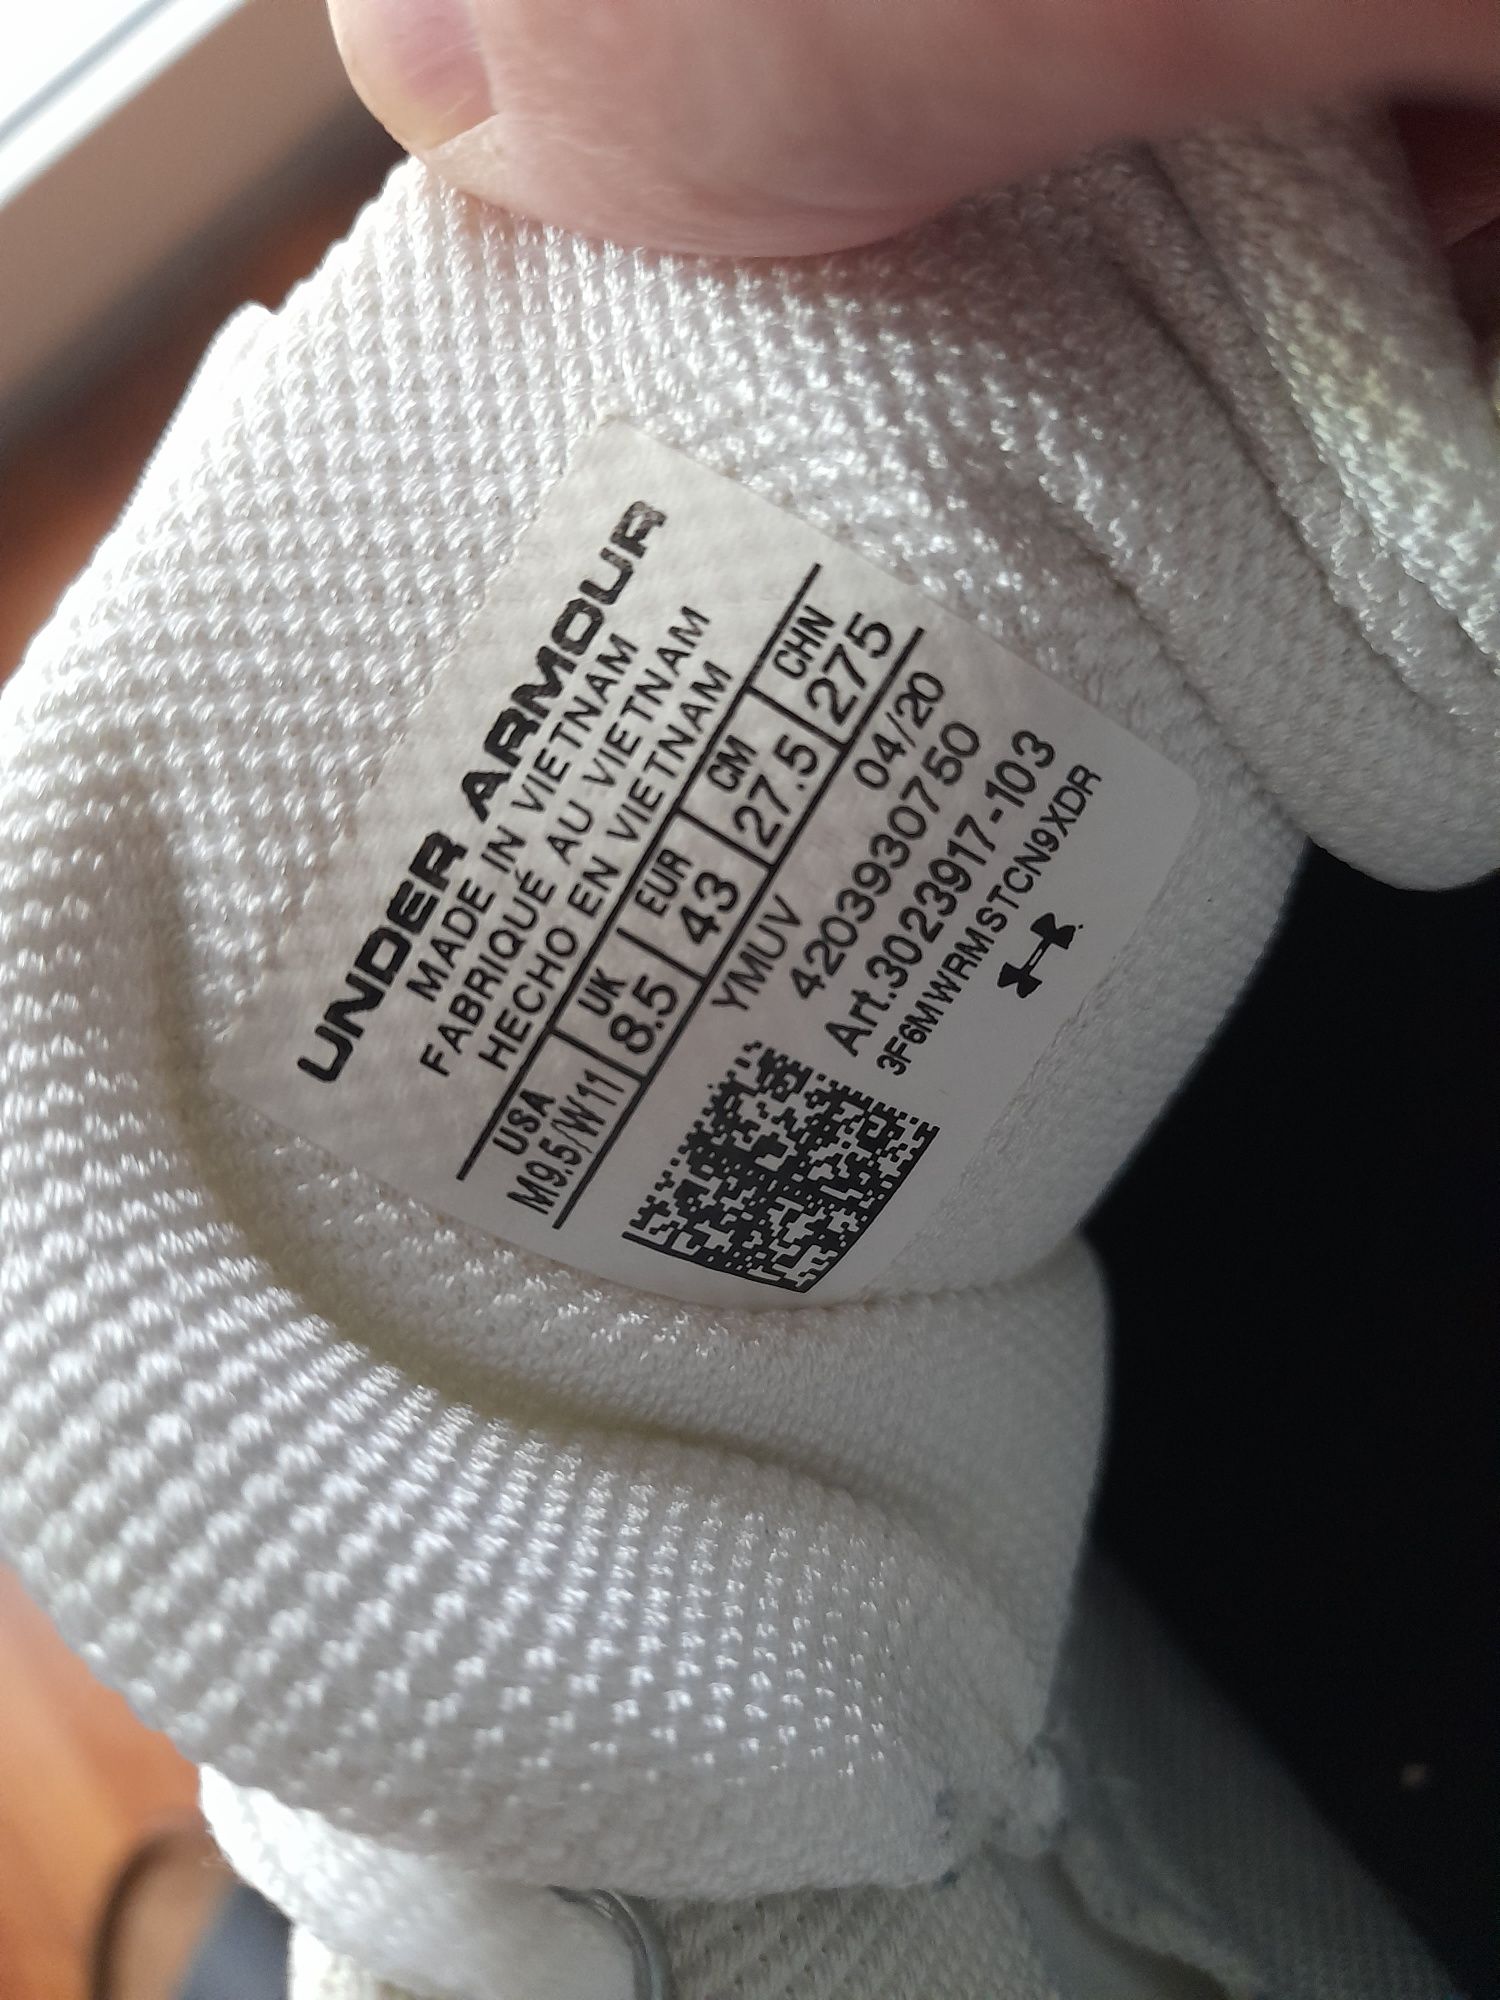 UNDER ARMOUR
MADE IN VIETNAM
FABRIQUÉ AU VIETNAM
HECHO EN VIETNAM
USA UK EUR CM CHN
M9.5/W11 8.5 43 27.5 275
YMUV 04/20
4203930750
Art.3023917-103
3F6MWRMSTCN9XDR